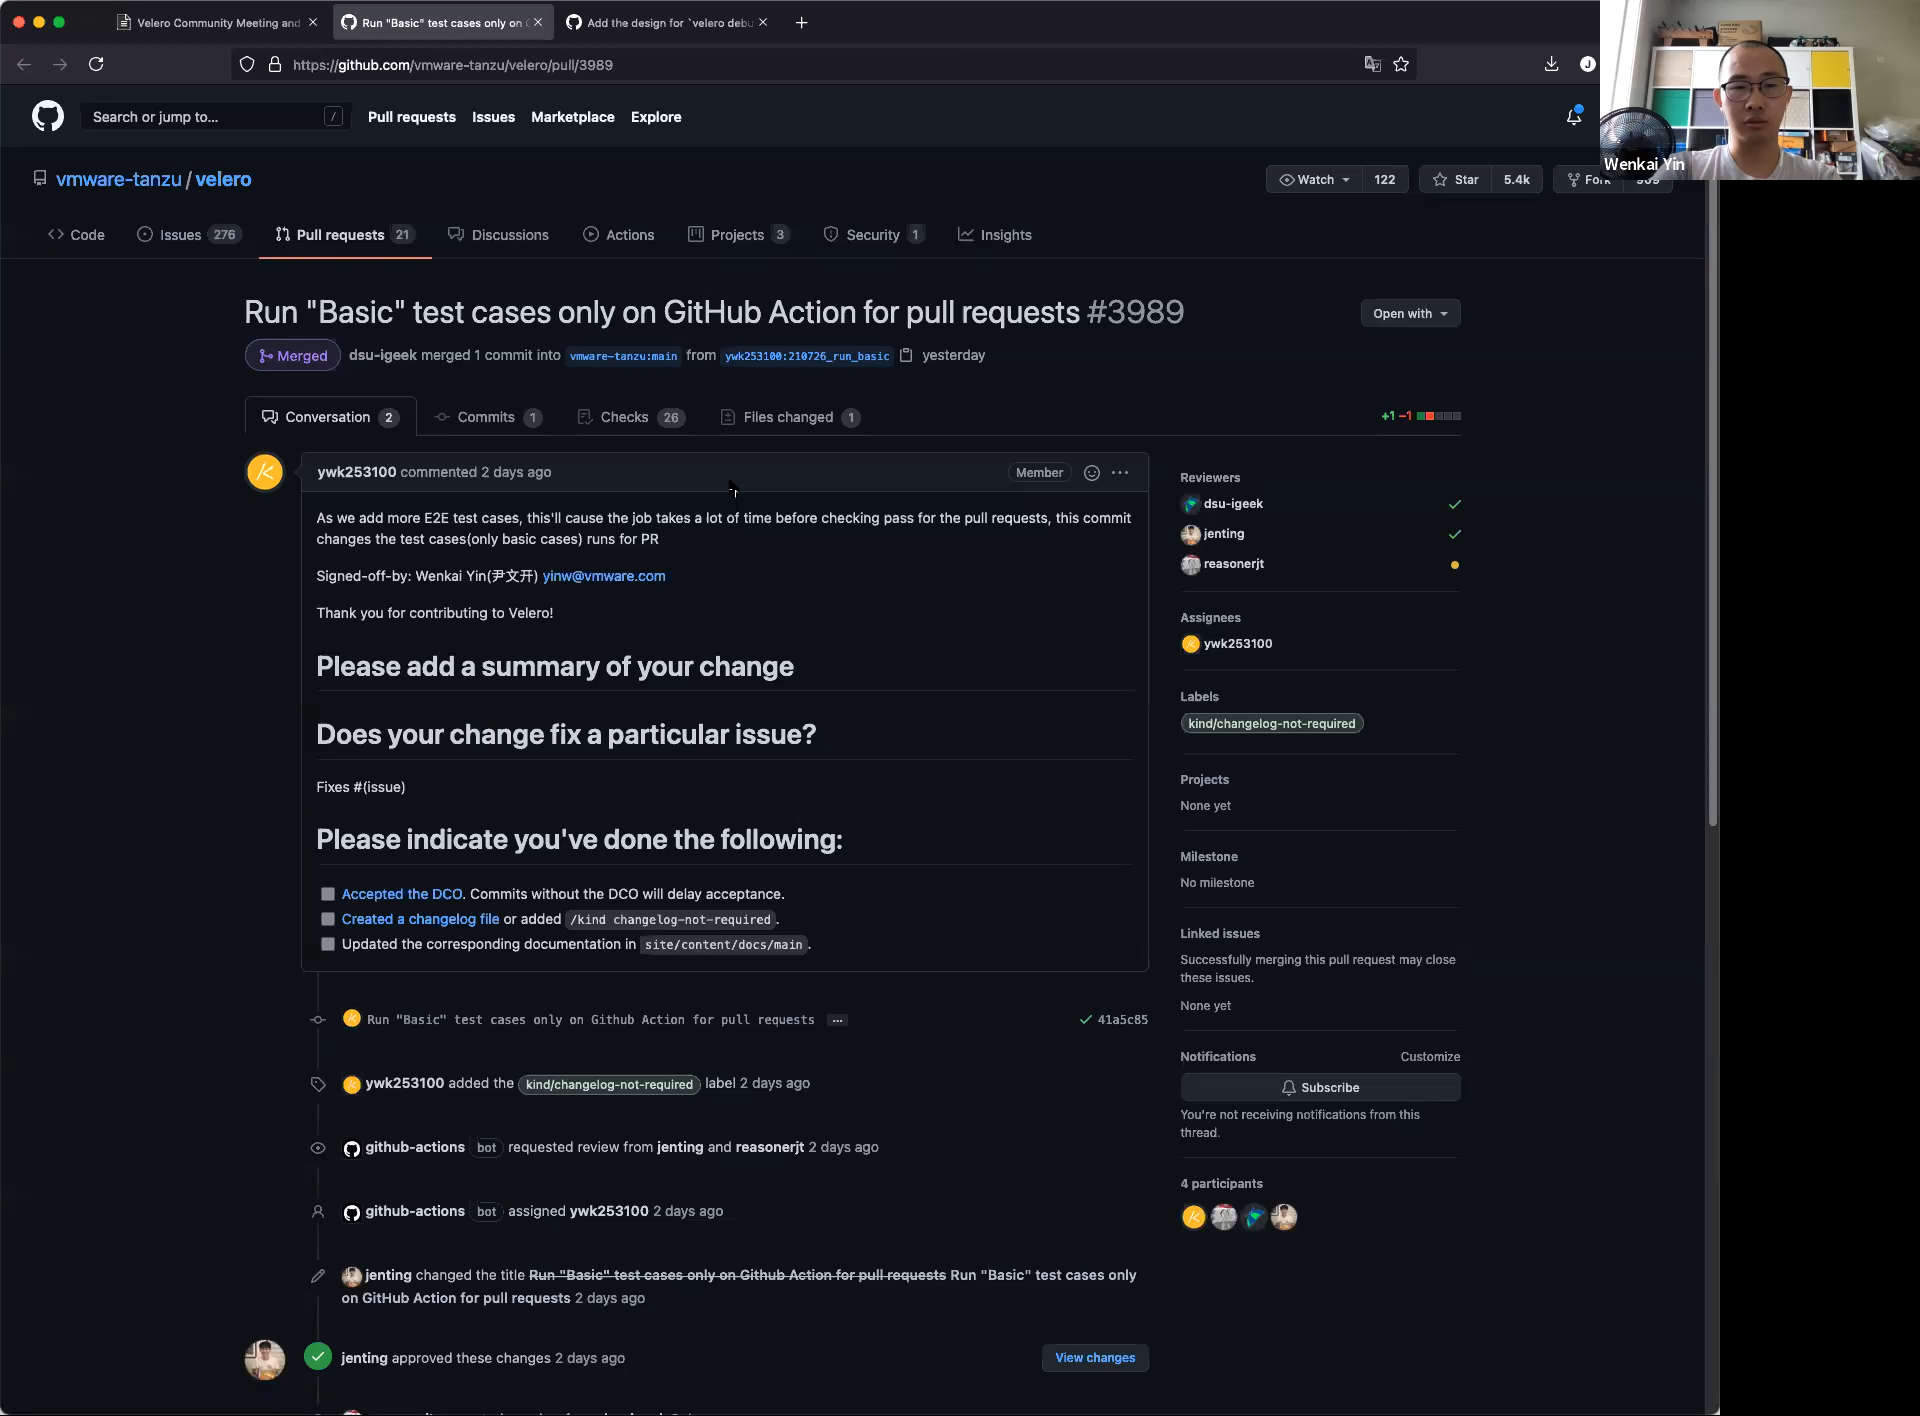 Velero Community Meeting and
Run "Basic" test cases only on
Add the design for `velero debu
https://github.com/vmware-tanzu/velero/pull/3989
J
Wenkai Yin
Search or jump to...
/
Pull requests
Issues
Marketplace
Explore
vmware-tanzu / velero
Watch
122
Star
5.4k
Fork
Code
Issues 276
Pull requests 21
Discussions
Actions
Projects 3
Security 1
Insights
Run "Basic" test cases only on GitHub Action for pull requests #3989
Open with
Merged
dsu-igeek merged 1 commit into vmware-tanzu:main from ywk253100:210726_run_basic yesterday
Conversation 2
Commits 1
Checks 26
Files changed 1
+1 −1
ywk253100 commented 2 days ago
Member
As we add more E2E test cases, this'll cause the job takes a lot of time before checking pass for the pull requests, this commit
changes the test cases(only basic cases) runs for PR
Signed-off-by: Wenkai Yin(尹文开) yinw@vmware.com
Thank you for contributing to Velero!
Please add a summary of your change
Does your change fix a particular issue?
Fixes #(issue)
Please indicate you've done the following:
Accepted the DCO. Commits without the DCO will delay acceptance.
Created a changelog file or added /kind changelog-not-required.
Updated the corresponding documentation in site/content/docs/main.
Run "Basic" test cases only on Github Action for pull requests ...
41a5c85
ywk253100 added the kind/changelog-not-required label 2 days ago
github-actions bot requested review from jenting and reasonerjt 2 days ago
github-actions bot assigned ywk253100 2 days ago
jenting changed the title Run "Basic" test cases only on Github Action for pull requests Run "Basic" test cases only
on GitHub Action for pull requests 2 days ago
jenting approved these changes 2 days ago
View changes
Reviewers
dsu-igeek
jenting
reasonerjt
Assignees
ywk253100
Labels
kind/changelog-not-required
Projects
None yet
Milestone
No milestone
Linked issues
Successfully merging this pull request may close
these issues.
None yet
Notifications
Customize
Subscribe
You're not receiving notifications from this
thread.
4 participants